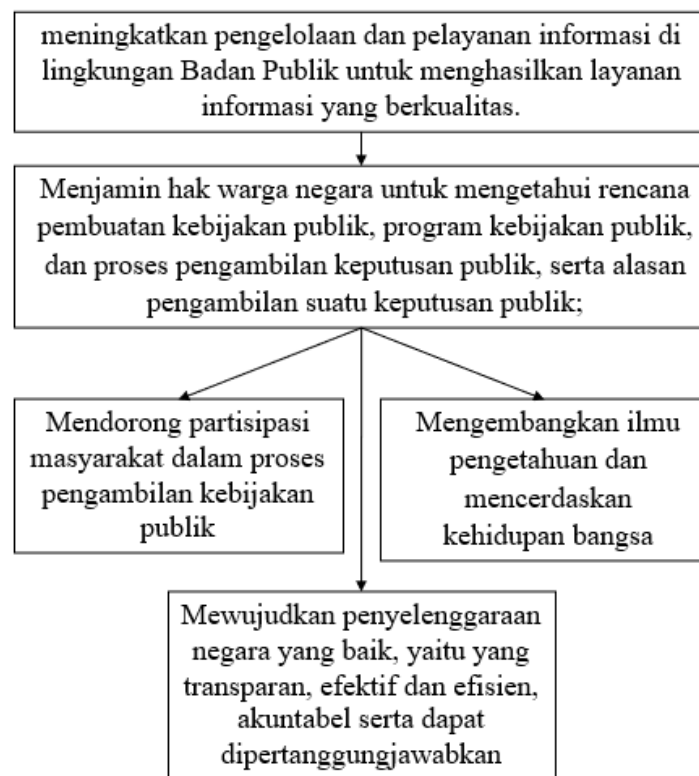 meningkatkan pengelolaan dan pelayanan informasi di
lingkungan Badan Publik untuk menghasilkan layanan
informasi yang berkualitas.
Menjamin hak warga negara untuk mengetahui rencana
pembuatan kebijakan publik, program kebijakan publik,
dan proses pengambilan keputusan publik, serta alasan
pengambilan suatu keputusan publik;
Mendorong partisipasi
masyarakat dalam proses
pengambilan kebijakan
publik
Mengembangkan ilmu
pengetahuan dan
mencerdaskan
kehidupan bangsa
Mewujudkan penyelenggaraan
negara yang baik, yaitu yang
transparan, efektif dan efisien,
akuntabel serta dapat
dipertanggungjawabkan